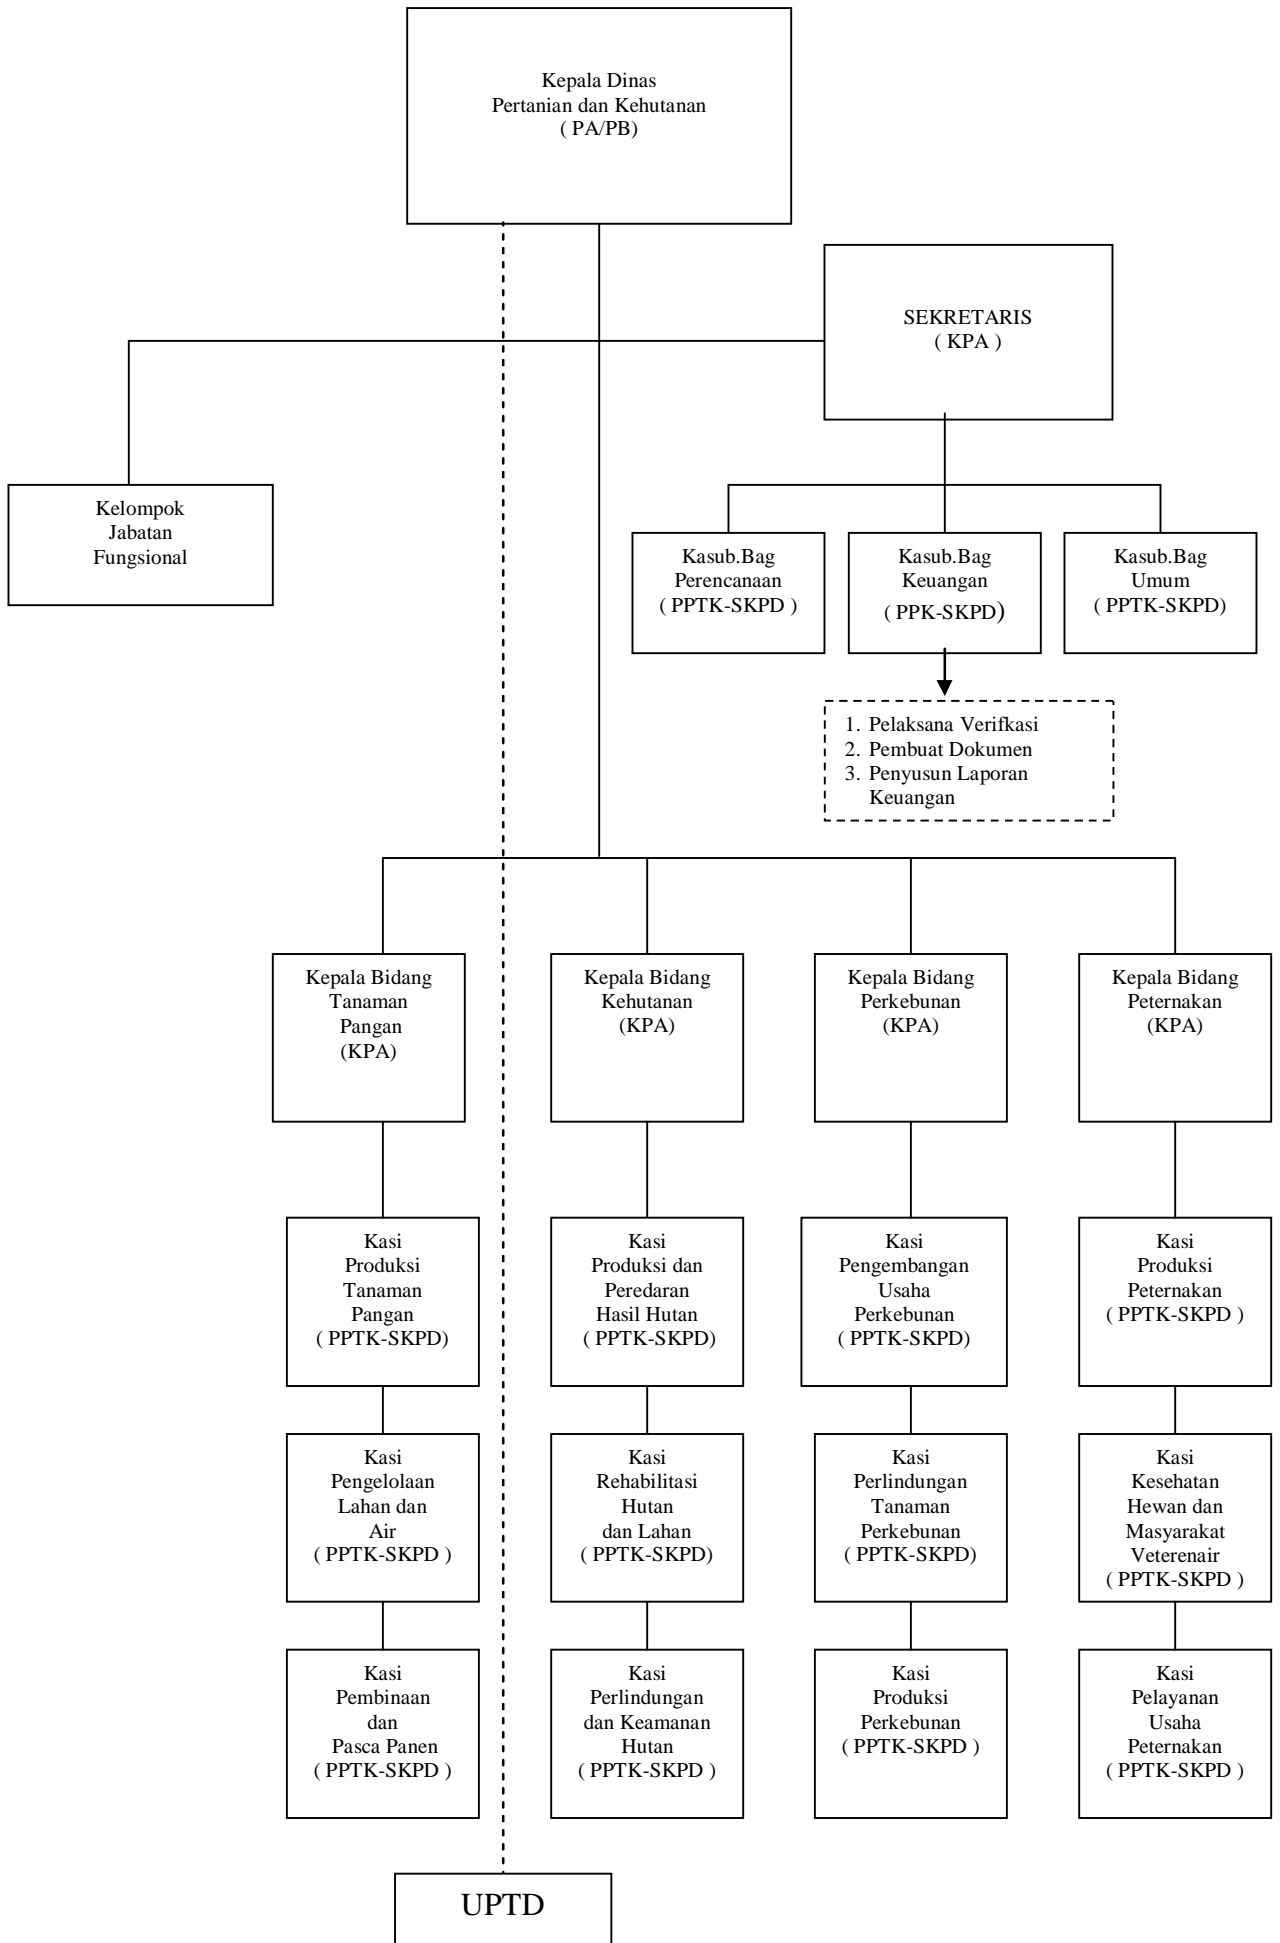 Kepala Dinas
Pertanian dan Kehutanan
( PA/PB)
SEKRETARIS
( KPA )
Kelompok
Jabatan
Fungsional
Kasub.Bag
Perencanaan
( PPTK-SKPD )
Kasub.Bag
Keuangan
( PPK-SKPD)
Kasub.Bag
Umum
( PPTK-SKPD)
1. Pelaksana Verifkasi
2. Pembuat Dokumen
3. Penyusun Laporan
Keuangan
Kepala Bidang
Tanaman
Pangan
(KPA)
Kepala Bidang
Kehutanan
(KPA)
Kepala Bidang
Perkebunan
(KPA)
Kepala Bidang
Peternakan
(KPA)
Kasi
Produksi
Tanaman
Pangan
( PPTK-SKPD)
Kasi
Produksi dan
Peredaran
Hasil Hutan
( PPTK-SKPD)
Kasi
Pengembangan
Usaha
Perkebunan
( PPTK-SKPD)
Kasi
Produksi
Peternakan
( PPTK-SKPD )
Kasi
Pengelolaan
Lahan dan
Air
( PPTK-SKPD )
Kasi
Rehabilitasi
Hutan
dan Lahan
( PPTK-SKPD)
Kasi
Perlindungan
Tanaman
Perkebunan
( PPTK-SKPD)
Kasi
Kesehatan
Hewan dan
Masyarakat
Veterenair
( PPTK-SKPD )
Kasi
Pembinaan
dan
Pasca Panen
( PPTK-SKPD )
Kasi
Perlindungan
dan Keamanan
Hutan
( PPTK-SKPD )
Kasi
Produksi
Perkebunan
( PPTK-SKPD )
Kasi
Pelayanan
Usaha
Peternakan
( PPTK-SKPD )
UPTD